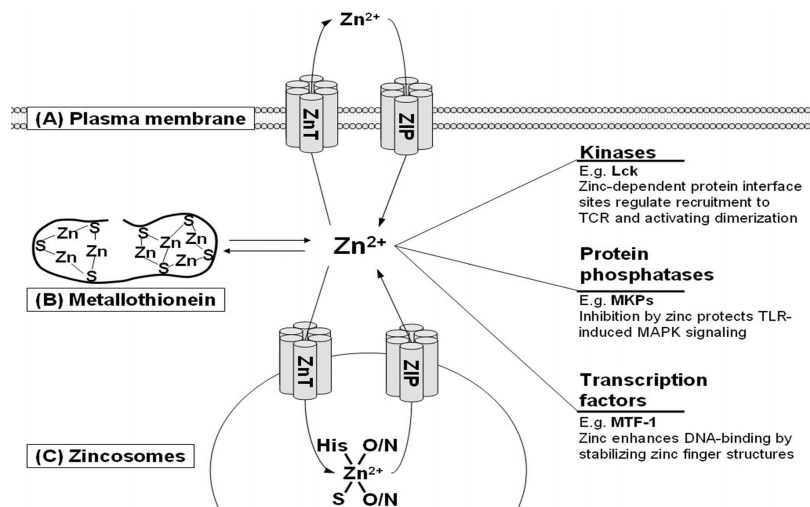 Zn2+
ZnT
ZIP
(A) Plasma membrane
Kinases
E.g. Lck
Zinc-dependent protein interface
sites regulate recruitment to
TCR and activating dimerization
S
S
Zn
Zn
Zn
S
S
Zn
Zn
Zn
Zn
S
S
Zn2+
(B) Metallothionein
Protein
phosphatases
E.g. MKPs
Inhibition by zinc protects TLR-
induced MAPK signaling
ZnT
ZIP
Transcription
factors
E.g. MTF-1
Zinc enhances DNA-binding by
stabilizing zinc finger structures
(C) Zincosomes
His O/N
Zn2+
S O/N